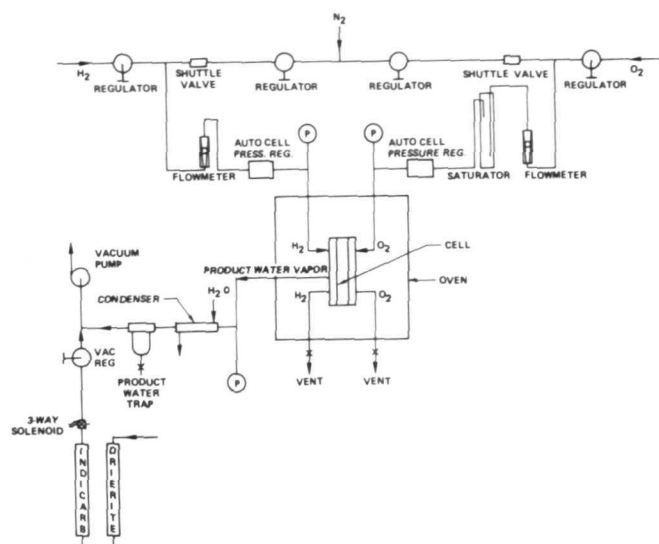 N2
H2
REGULATOR
SHUTTLE
VALVE
REGULATOR
REGULATOR
SHUTTLE VALVE
REGULATOR
O2
P
P
AUTO CELL
PRESS. REG.
AUTO CELL
PRESSURE REG.
FLOWMETER
SATURATOR
FLOWMETER
H2
O2
CELL
OVEN
PRODUCT WATER VAPOR
H2
O2
VENT
VENT
VACUUM
PUMP
CONDENSER
H2O
VAC
REG
PRODUCT
WATER
TRAP
P
3-WAY
SOLENOID
INDICARB
DRIERITE